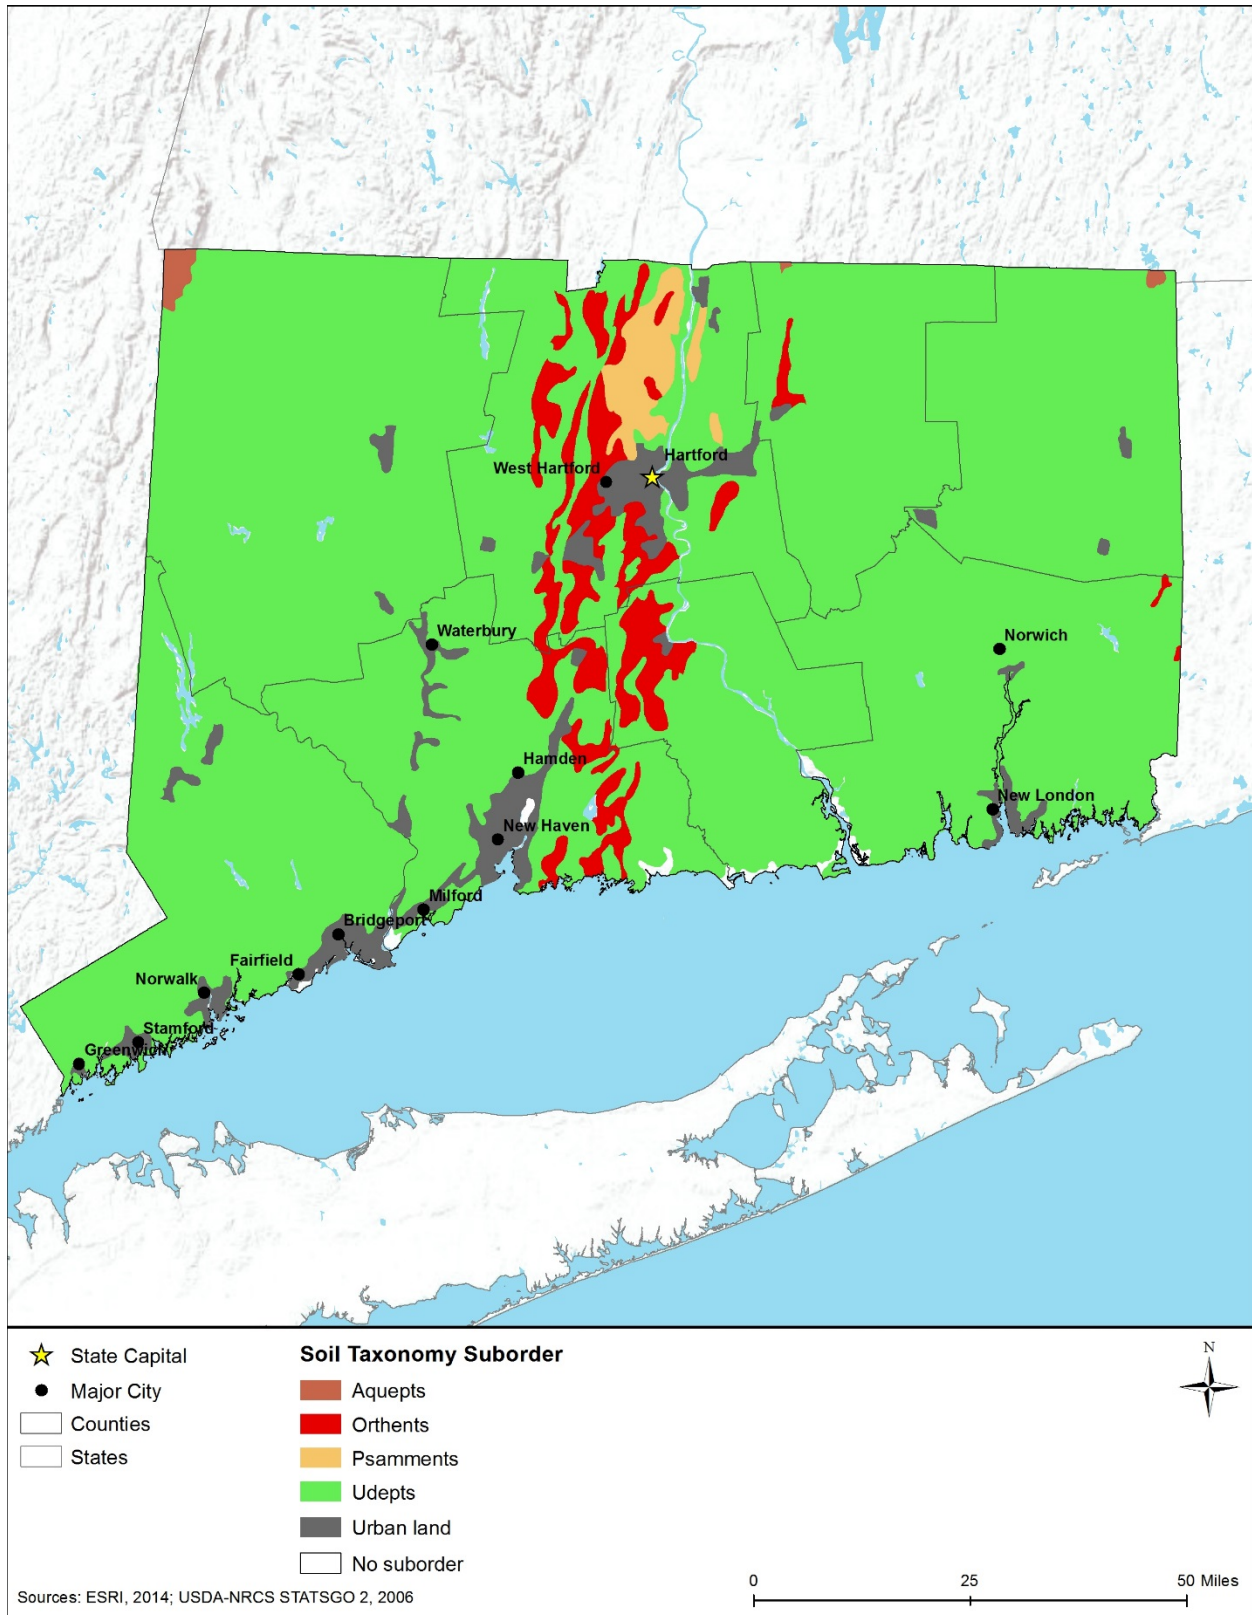 Hartford
West Hartford
Waterbury
Norwich
Hamden
New London
New Haven
Milford
Bridgeport
Fairfield
Norwalk
Stamford
Greenwich
State Capital
Major City
Counties
States
Soil Taxonomy Suborder
Aquepts
Orthents
Psamments
Udepts
Urban land
No suborder
N
0 25 50 Miles
Sources: ESRI, 2014; USDA-NRCS STATSGO 2, 2006